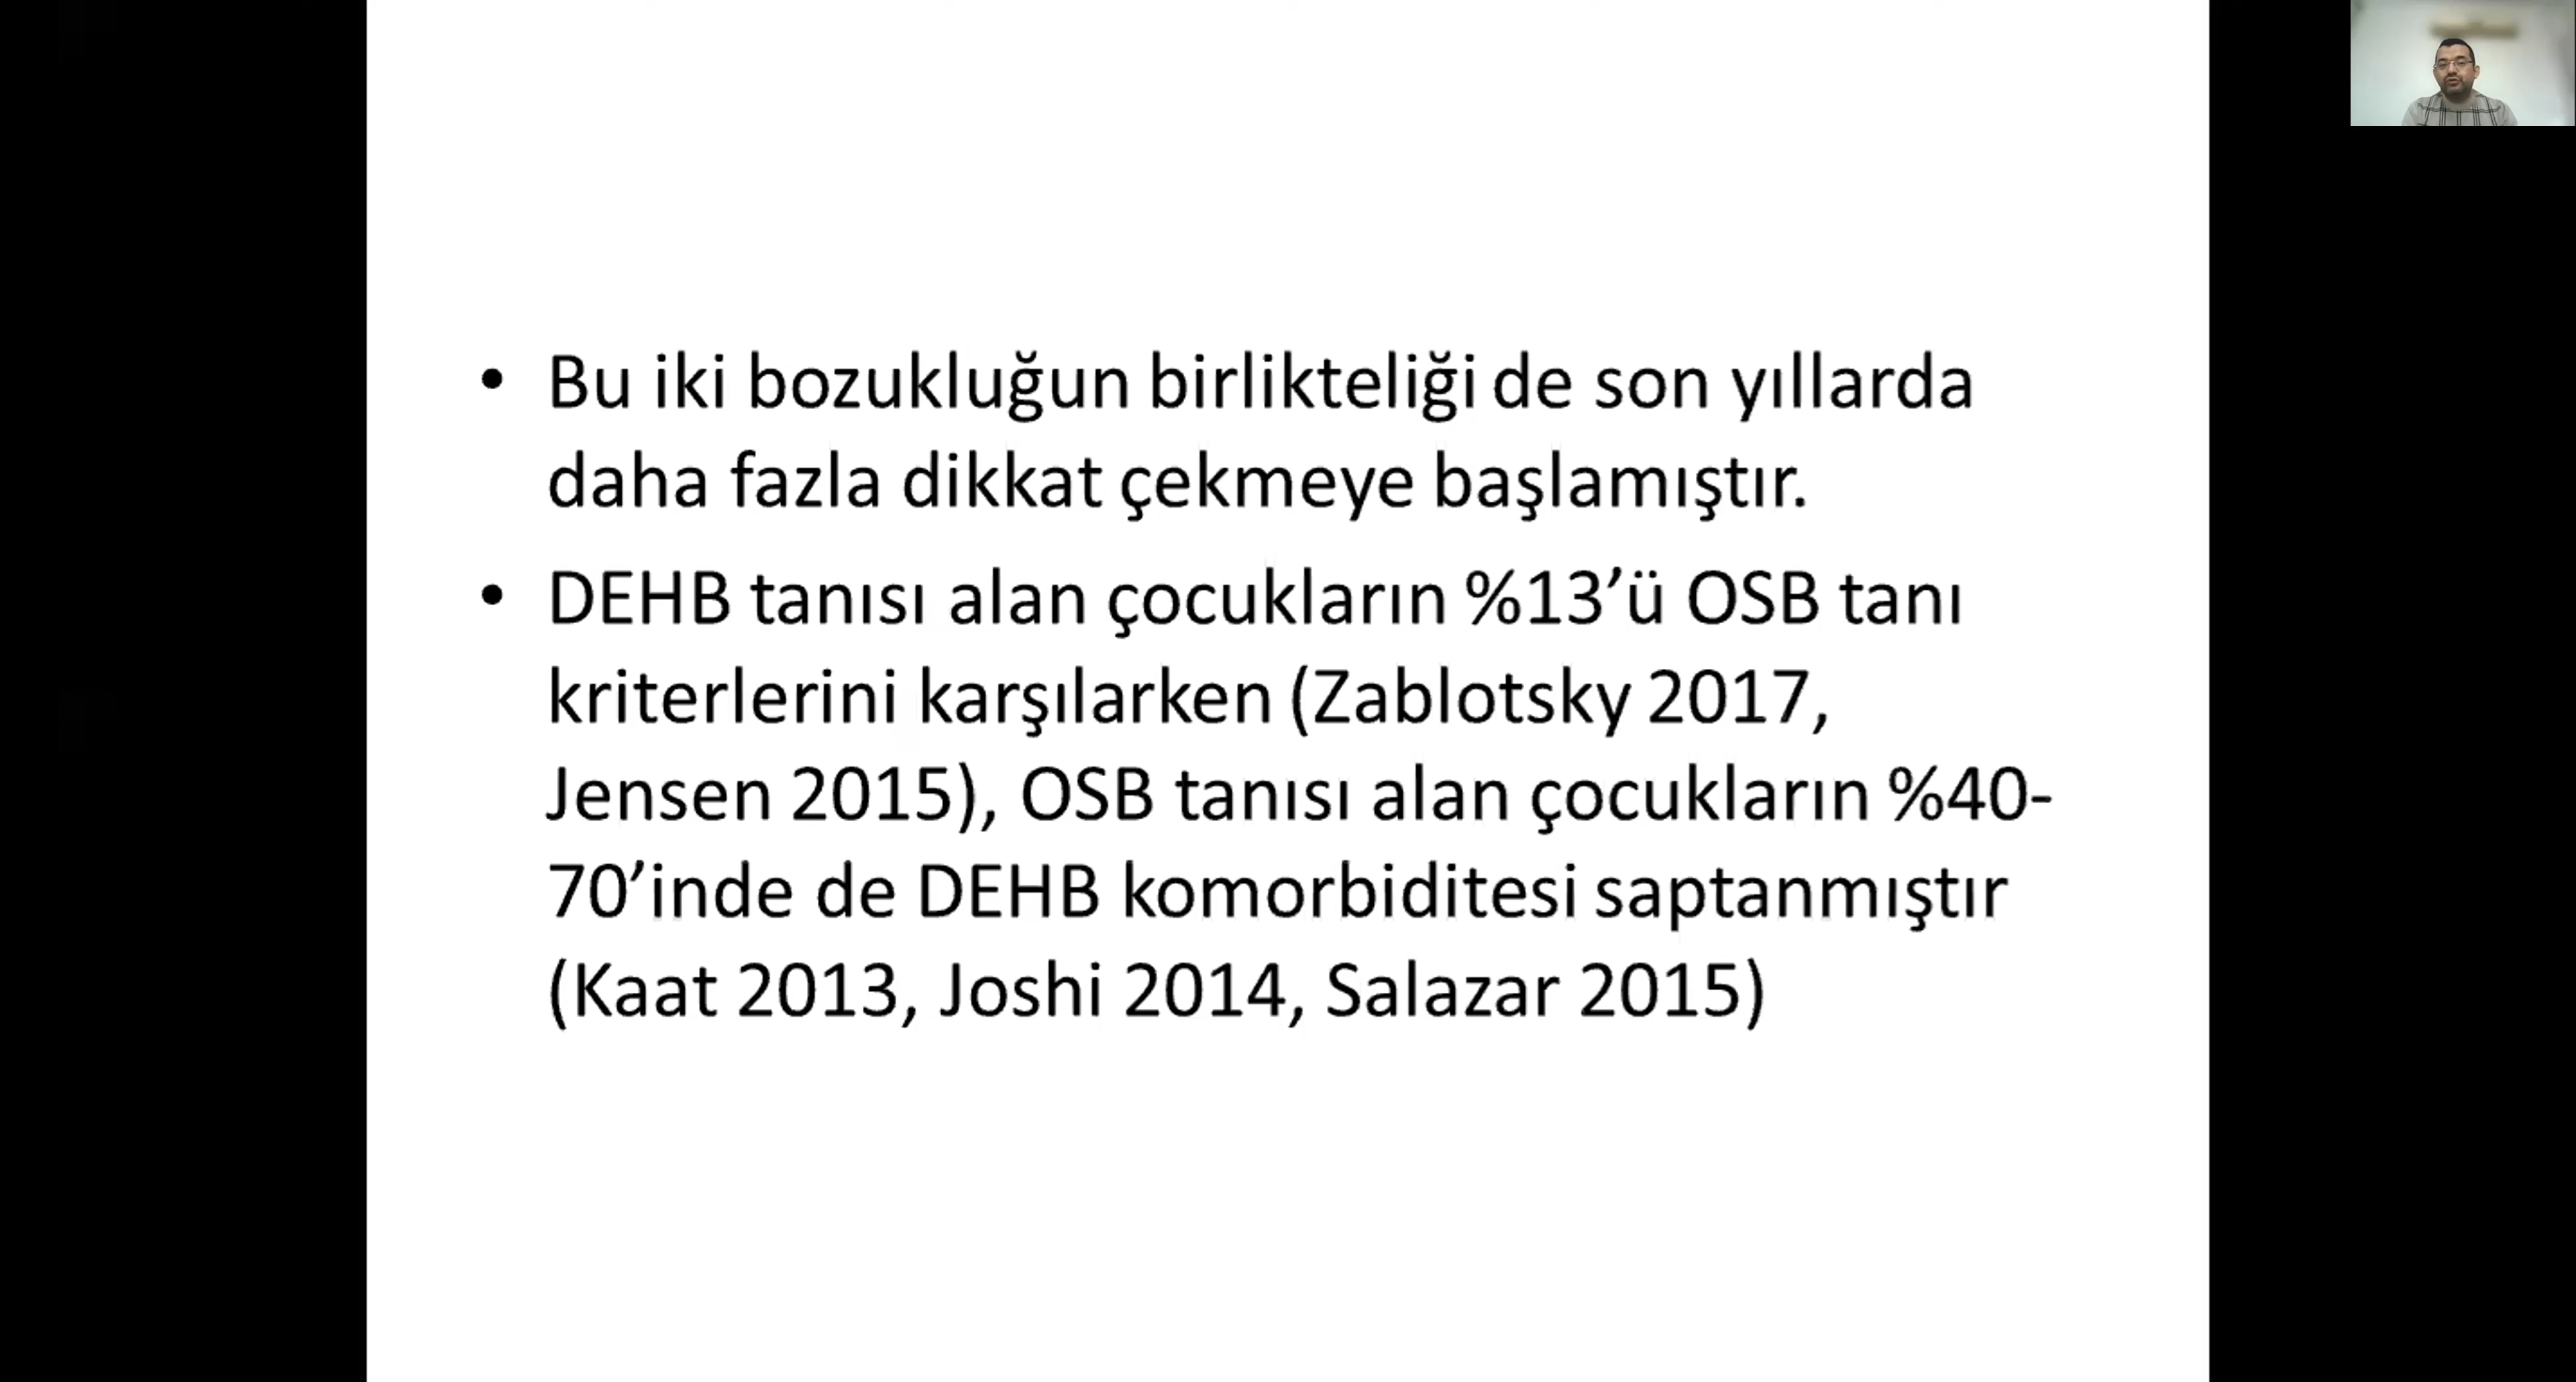 • Bu iki bozukluğun birlikteliği de son yıllarda
daha fazla dikkat çekmeye başlamıştır.
• DEHB tanısı alan çocukların %13’ü OSB tanı
kriterlerini karşılarken (Zablotsky 2017,
Jensen 2015), OSB tanısı alan çocukların %40-
70’inde de DEHB komorbiditesi saptanmıştır
(Kaat 2013, Joshi 2014, Salazar 2015)